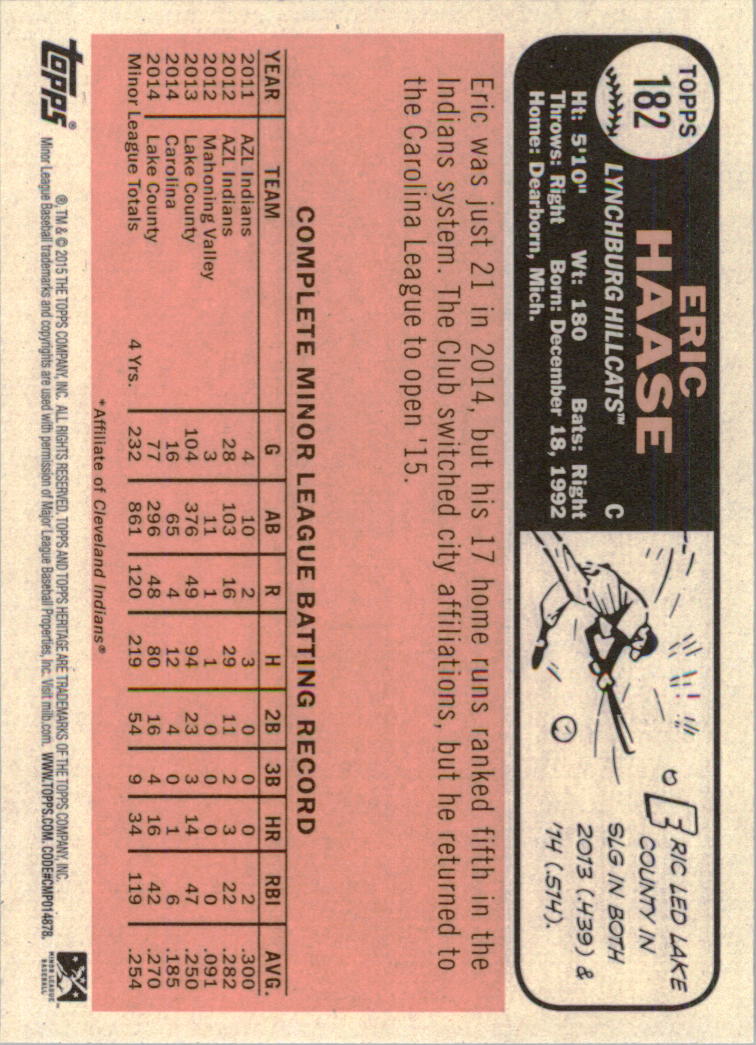 TOPPS
182
ERIC
HAASE
LYNCHBURG HILLCATS™ C
Ht: 5'10" Wt: 180 Bats: Right
Throws: Right Born: December 18, 1992
Home: Dearborn, Mich.
ERIC LED LAKE
COUNTY IN
SLG IN BOTH
2013 (.439) &
'14 (.514).
Eric was just 21 in 2014, but his 17 home runs ranked fifth in the
Indians system. The Club switched city affiliations, but he returned to
the Carolina League to open '15.
COMPLETE MINOR LEAGUE BATTING RECORD
YEAR TEAM G AB R H 2B 3B HR RBI AVG.
2011 AZL Indians 4 10 2 3 0 0 0 2 .300
2012 AZL Indians 28 103 16 29 11 2 3 22 .282
2012 Mahoning Valley 3 11 1 1 0 0 0 0 .091
2013 Lake County 104 376 49 94 23 3 14 47 .250
2014 Carolina 16 65 4 12 4 0 1 6 .185
2014 Lake County 77 296 48 80 16 4 16 42 .270
Minor League Totals 4 Yrs. 232 861 120 219 54 9 34 119 .254
*Affiliate of Cleveland Indians®
topps®
®, TM & © 2015 THE TOPPS COMPANY, INC. ALL RIGHTS RESERVED. TOPPS AND TOPPS HERITAGE ARE TRADEMARKS OF THE TOPPS COMPANY, INC.
Minor League Baseball trademarks and copyrights are used with permission of Major League Baseball Properties, Inc. Visit milb.com. WWW.TOPPS.COM. CODE#CMP014878.
MINOR LEAGUE
BASEBALL™